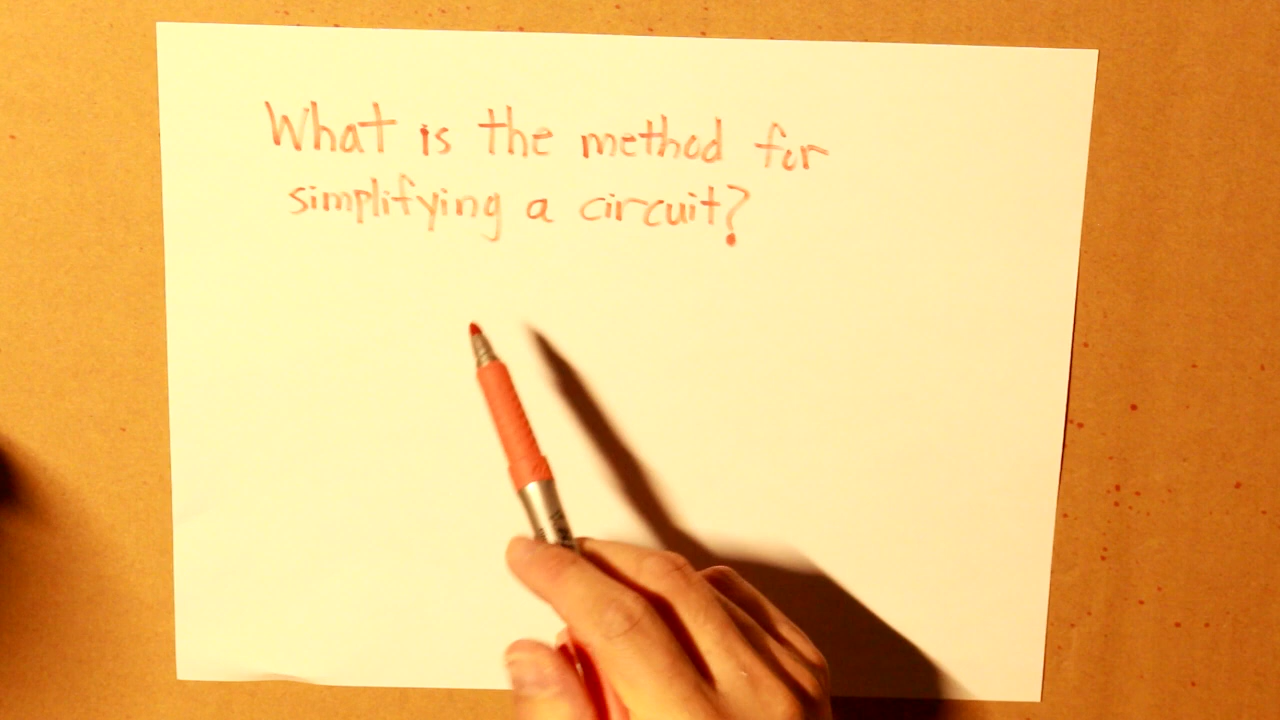 What is the method for
simplifying a circuit?